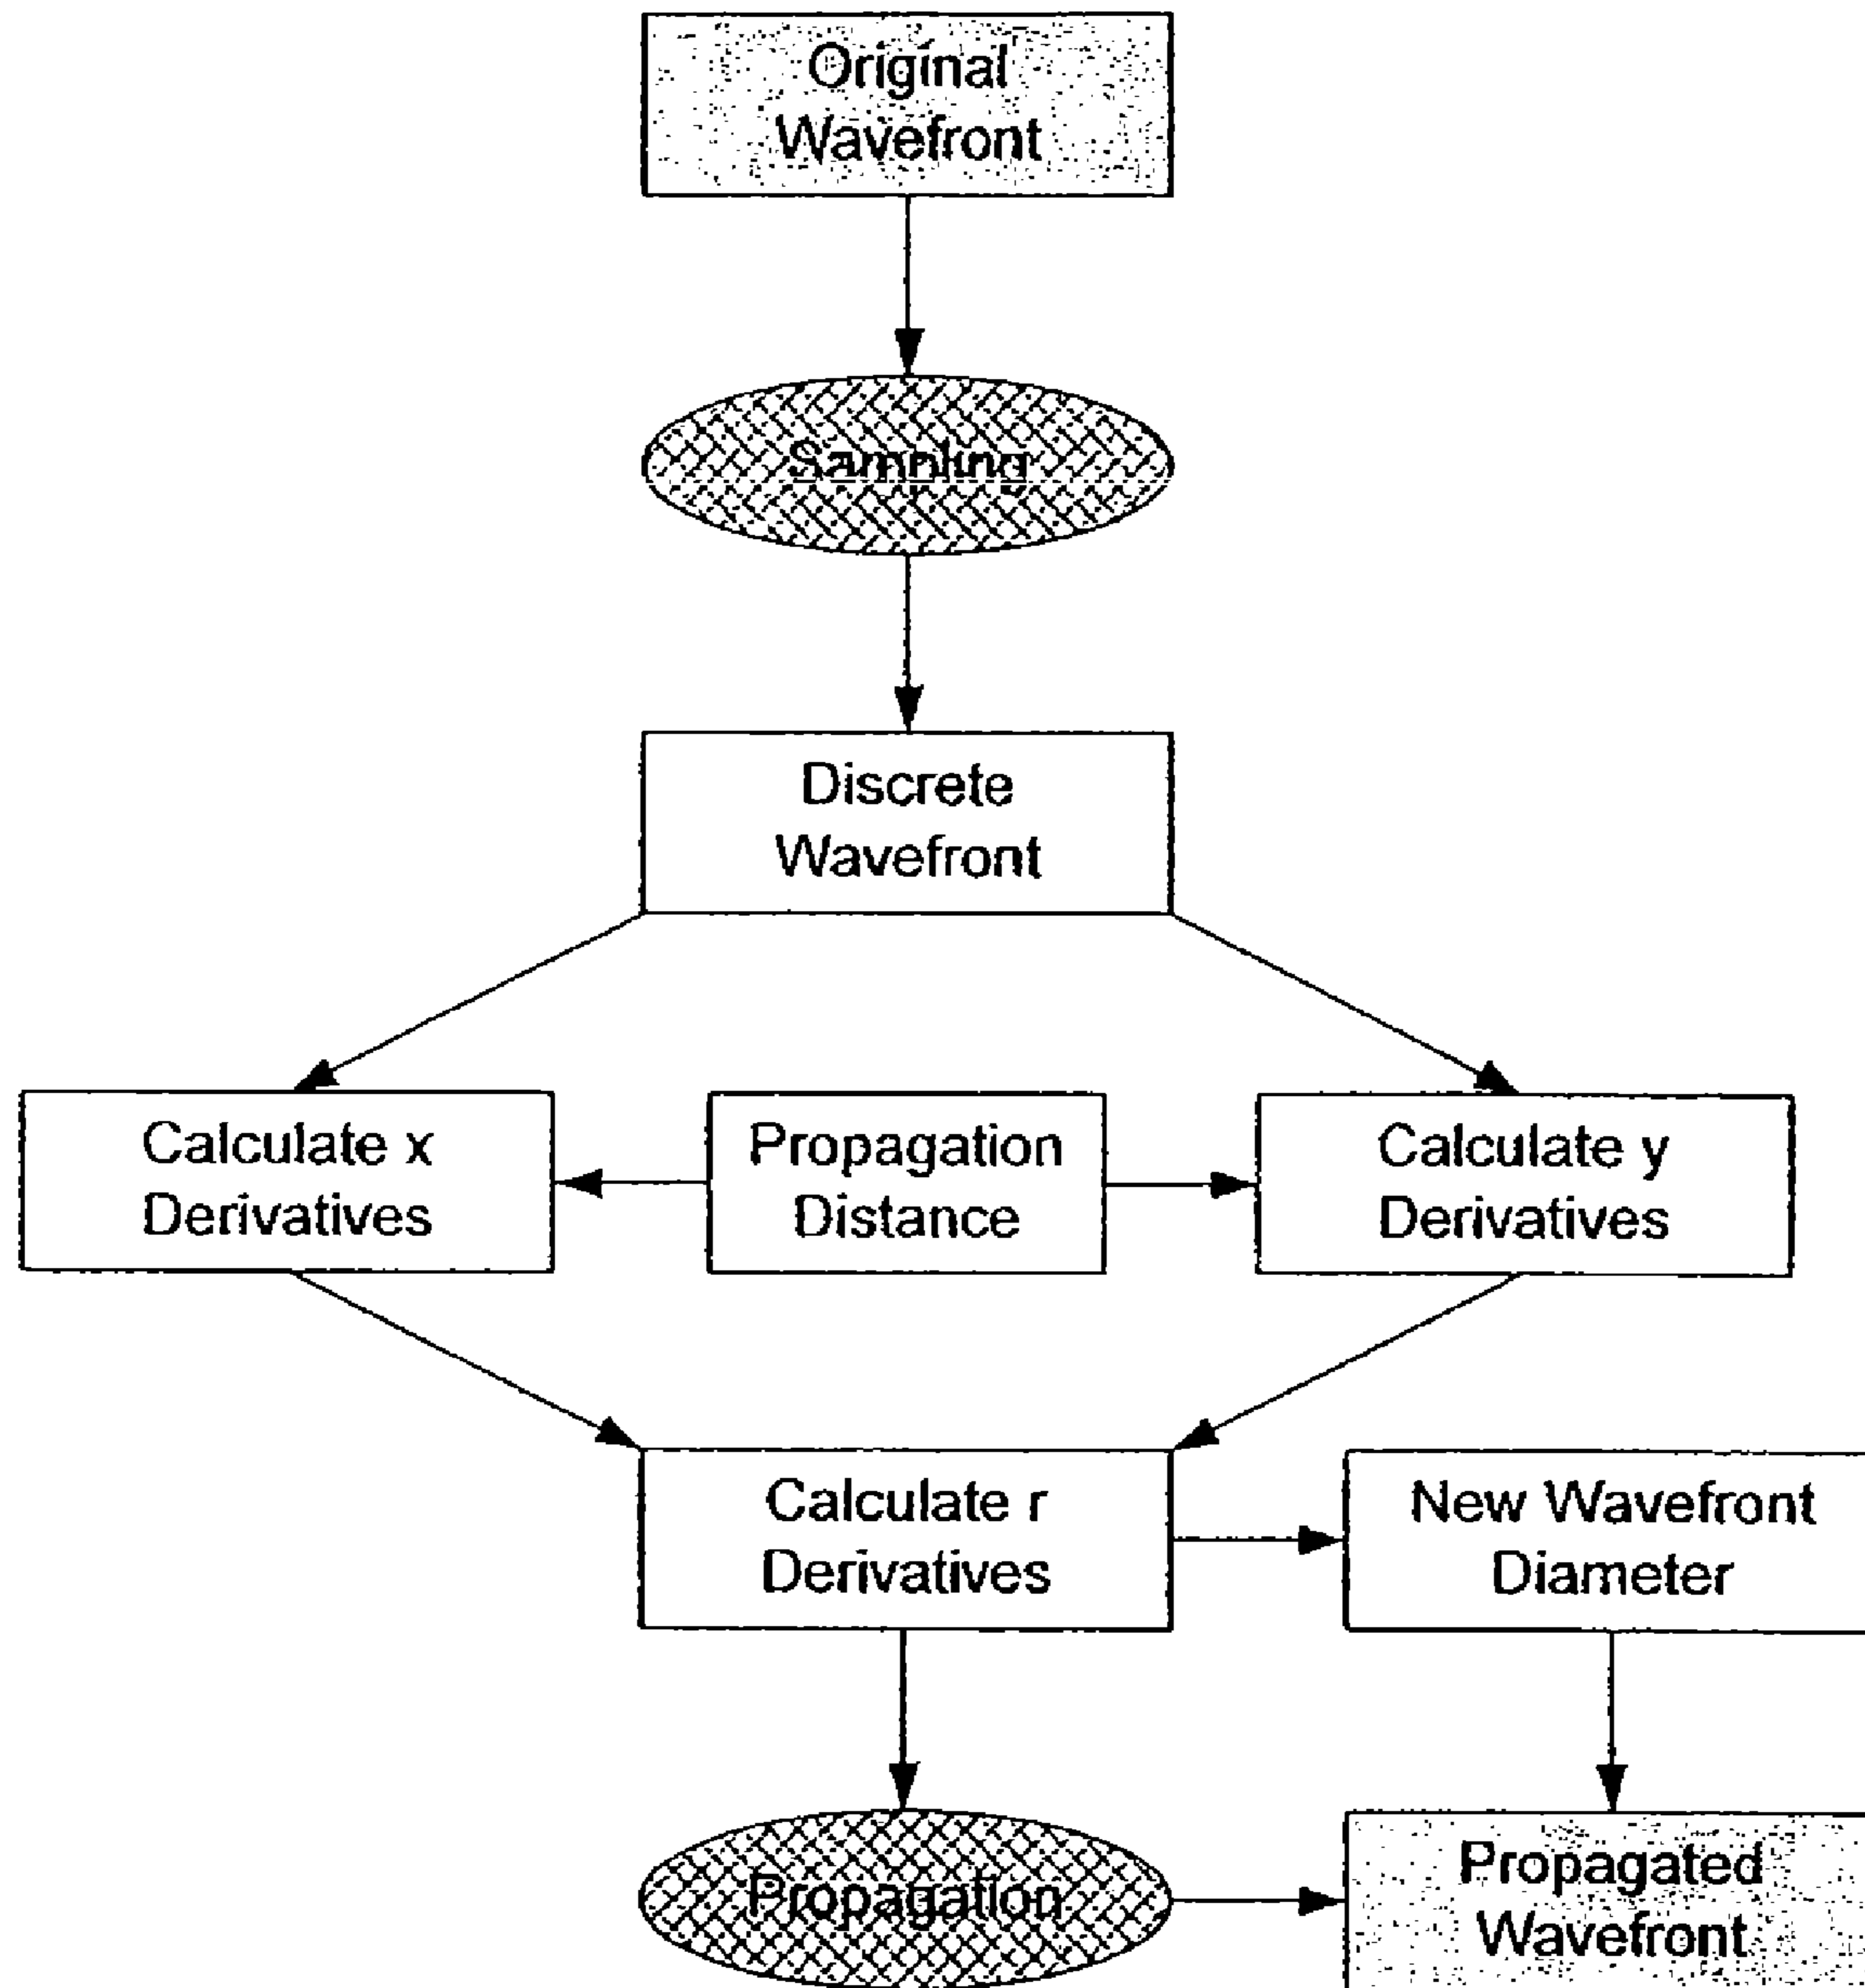 Original
Wavefront
Sampling
Discrete
Wavefront
Calculate x
Derivatives
Propagation
Distance
Calculate y
Derivatives
Calculate r
Derivatives
New Wavefront
Diameter
Propagation
Propagated
Wavefront